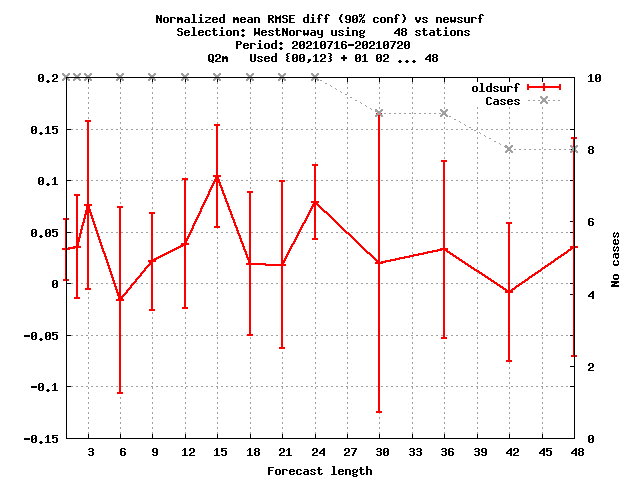 Normalized mean RMSE diff (90% conf) vs newsurf
Selection: WestNorway using    48 stations
Period: 20210716-20210720
Q2m   Used {00,12} + 01 02 ... 48
oldsurf
Cases
0.2
0.15
0.1
0.05
0
-0.05
-0.1
-0.15
10
8
6
4
2
0
No cases
3 6 9 12 15 18 21 24 27 30 33 36 39 42 45 48
Forecast length